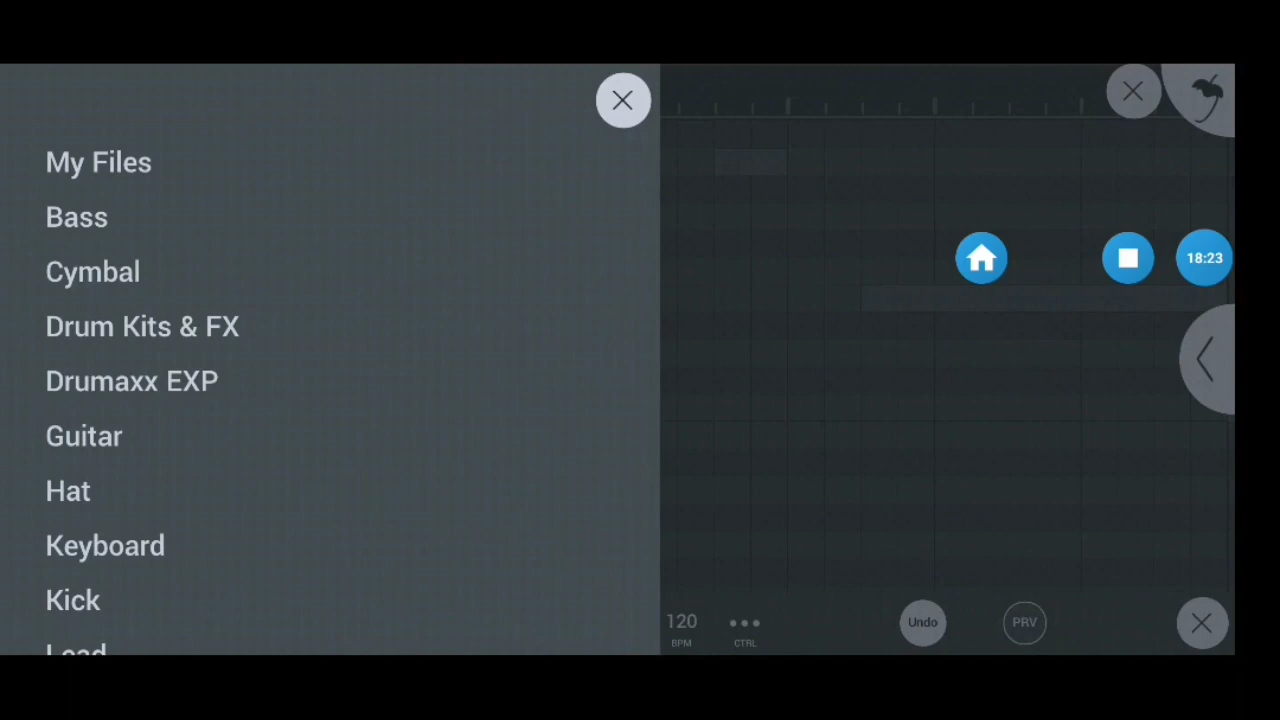 My Files
Bass
Cymbal
Drum Kits & FX
Drumaxx EXP
Guitar
Hat
Keyboard
Kick
Lead
18:23
120
BPM
CTRL
Undo
PRV